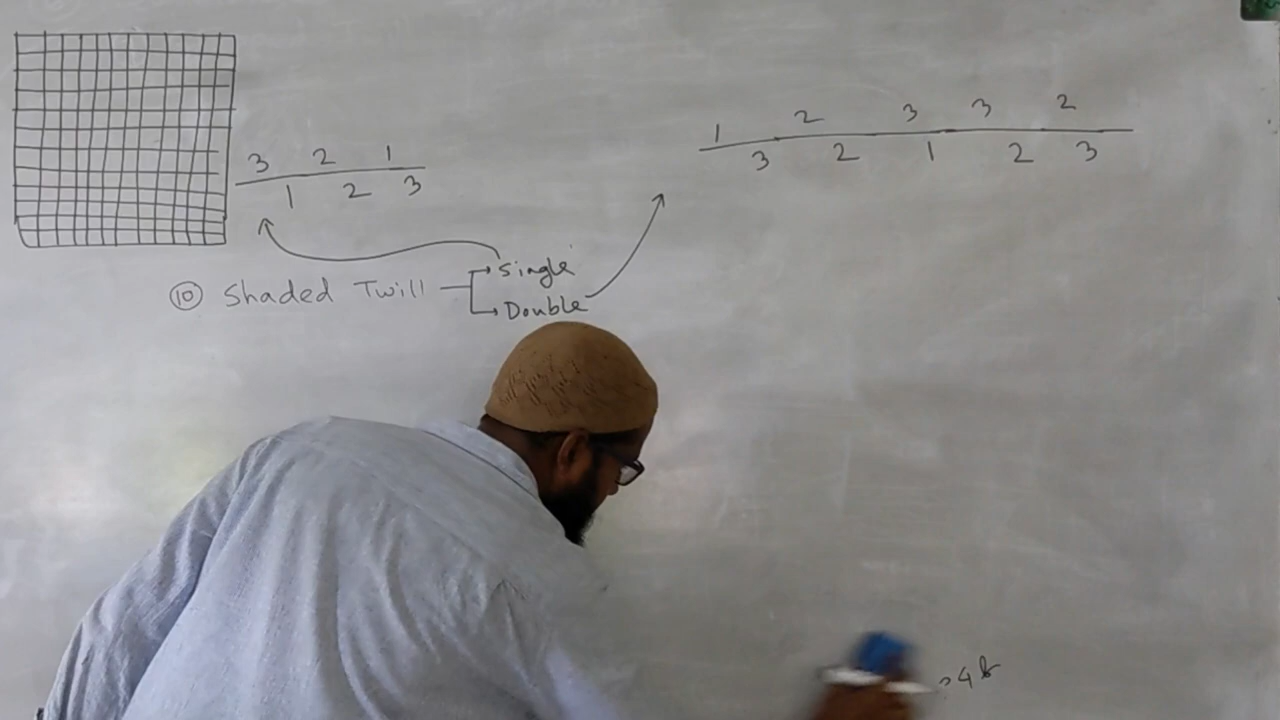 3 2 1
1 2 3
1 2 3 3 2
3 2 1 2 3
⑩ Shaded Twill
Single
Double